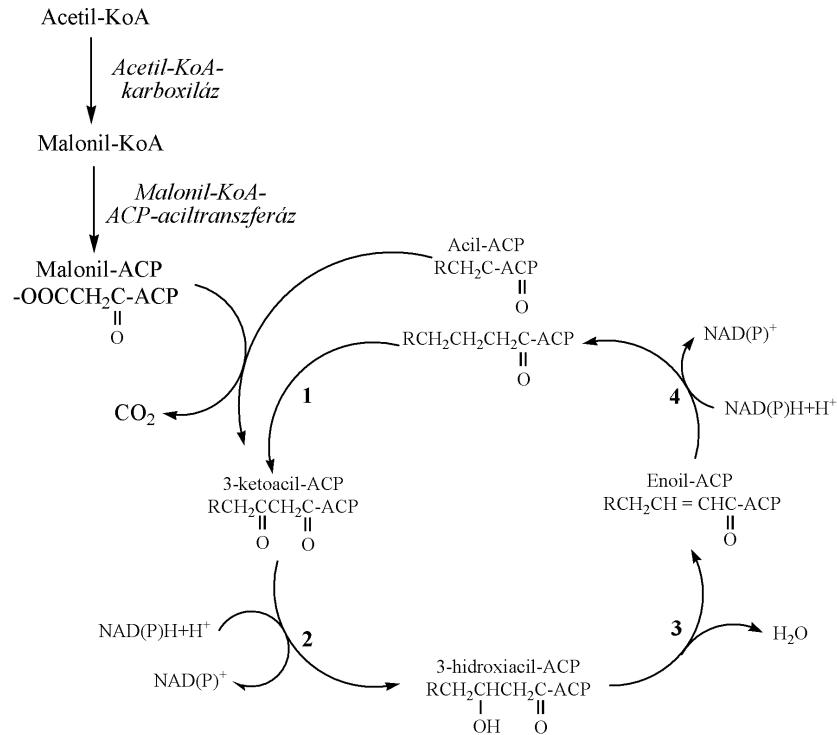 Acetil-KoA
Acetil-KoA-
karboxiláz
Malonil-KoA
Malonil-KoA-
ACP-aciltranszferáz
Malonil-ACP
-OOCCH₂C-ACP
O
CO₂
Acil-ACP
RCH₂C-ACP
O
RCH₂CH₂CH₂C-ACP
O
1
3-ketoacil-ACP
RCH₂CCH₂C-ACP
O O
NAD(P)H+H⁺
NAD(P)⁺
2
3-hidroxiacil-ACP
RCH₂CHCH₂C-ACP
OH O
3
H₂O
Enoil-ACP
RCH₂CH = CHC-ACP
O
4
NAD(P)⁺
NAD(P)H+H⁺